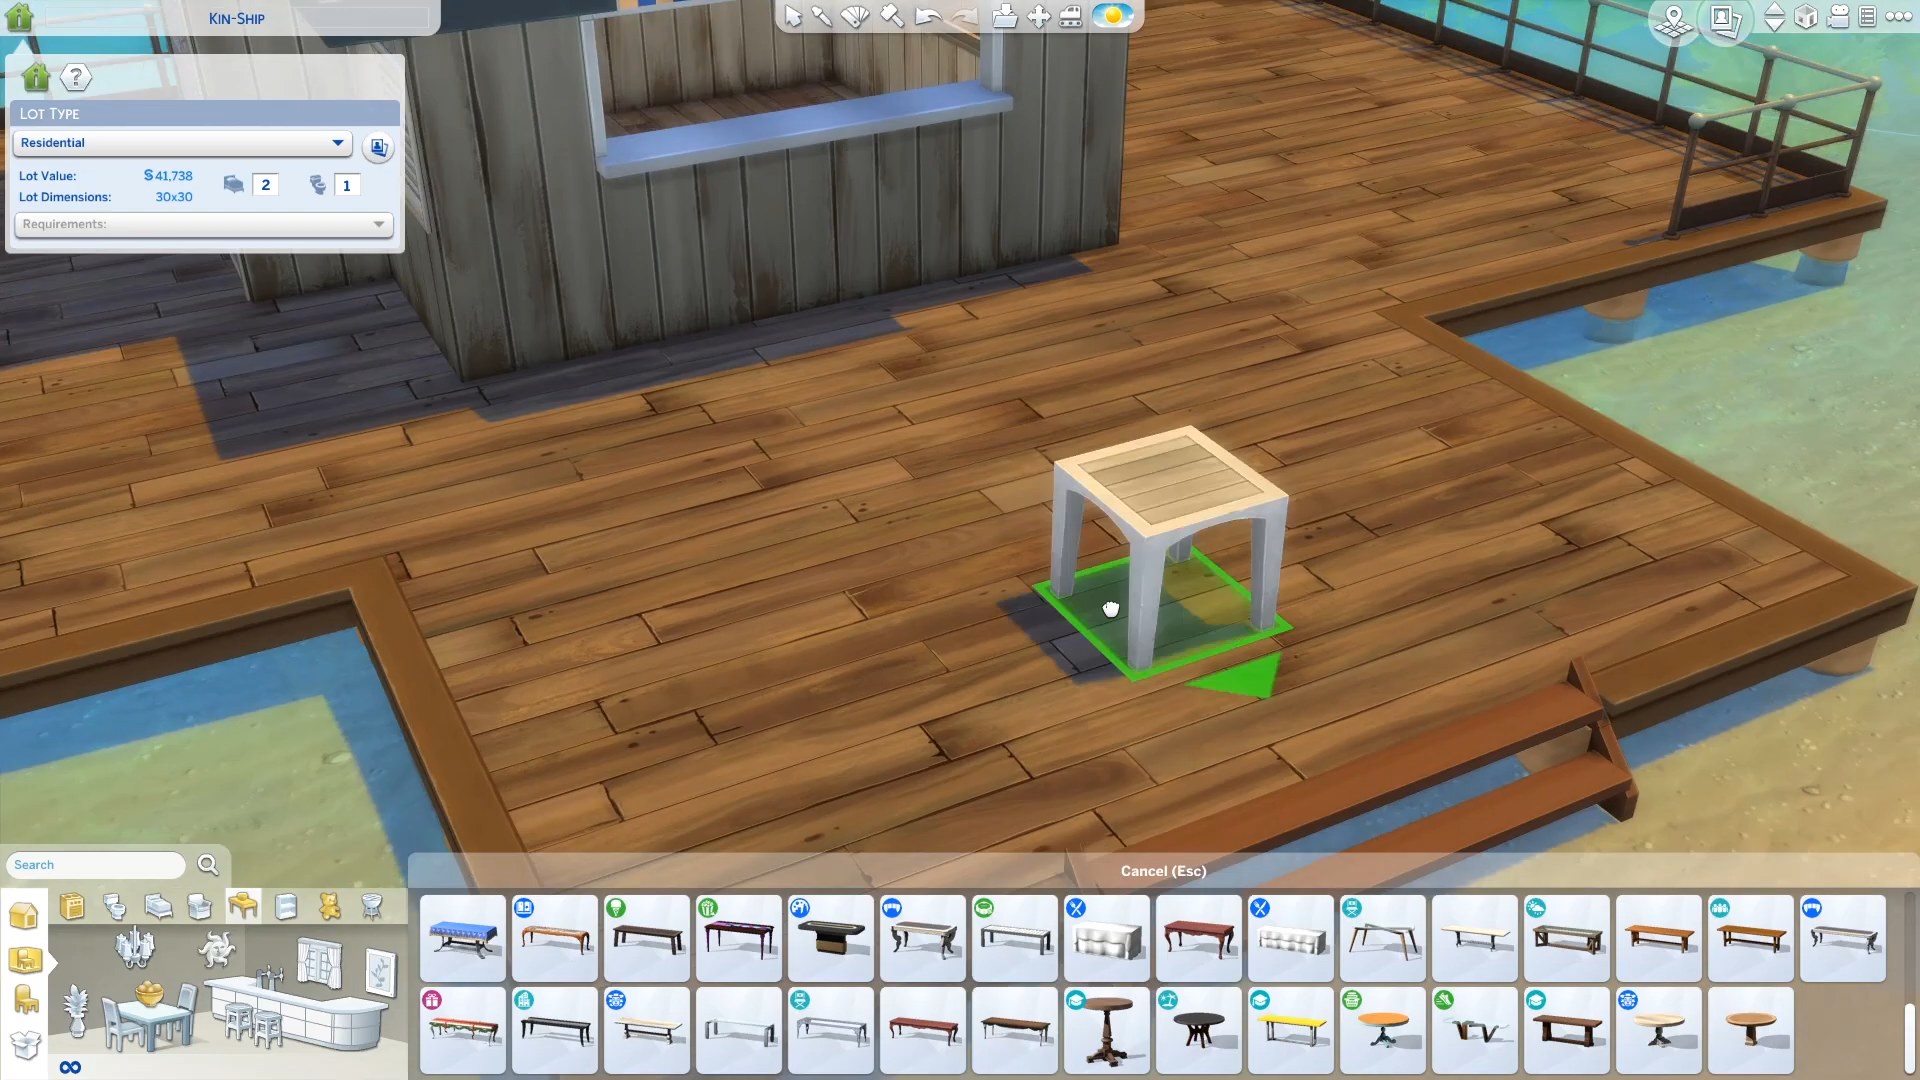 Kin-Ship
Lot Type
Residential
Lot Value: §41,738 2 1
Lot Dimensions: 30x30
Requirements:
Search
Cancel (Esc)